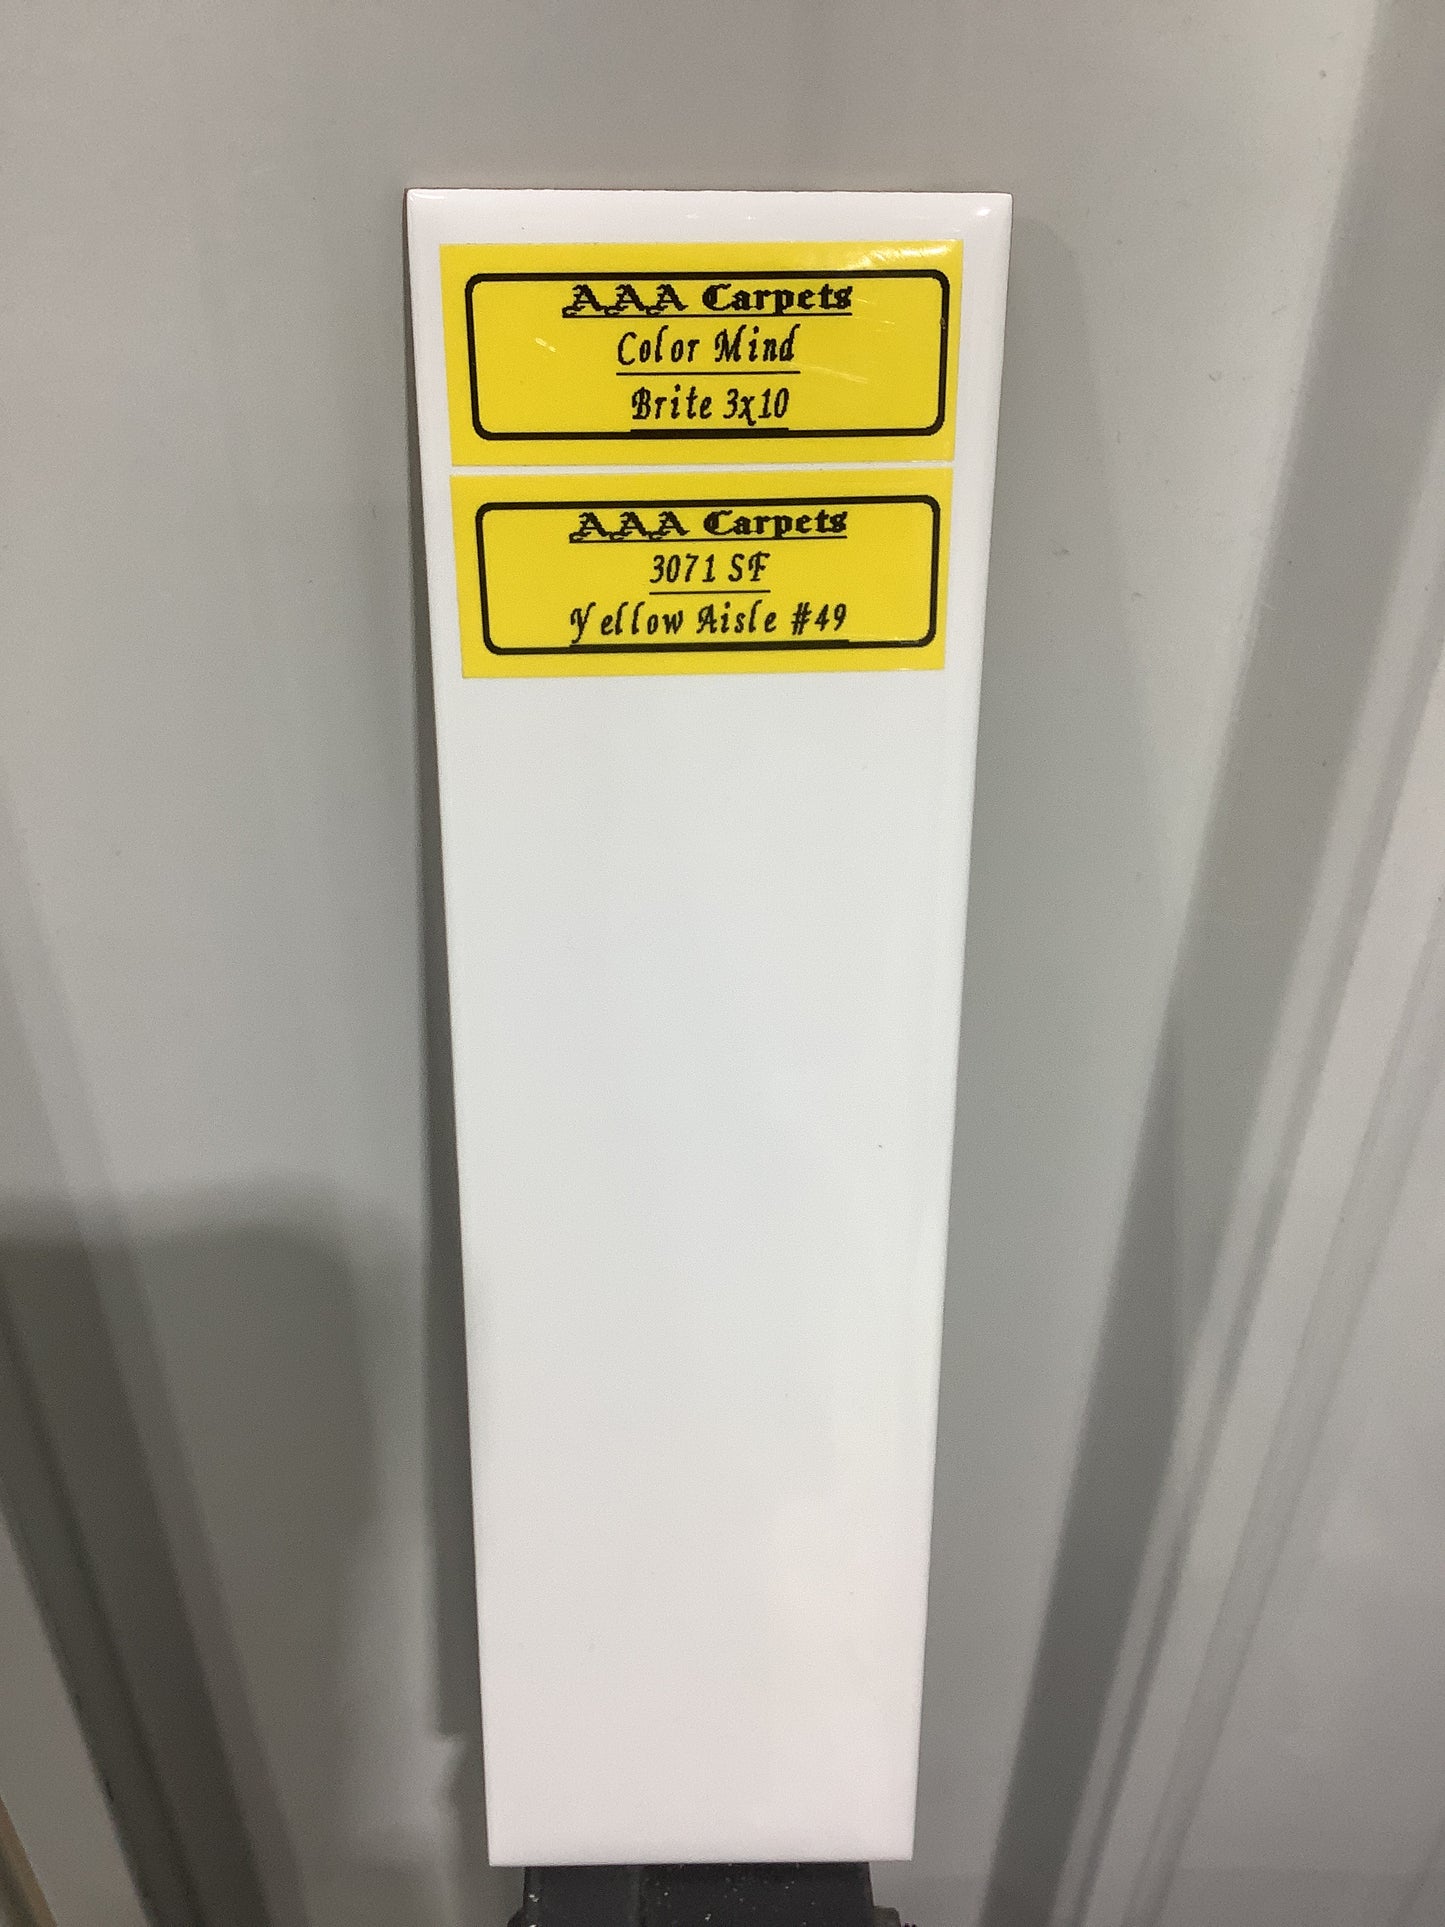 AAA Carpets
Color Mind
Brite 3x10
AAA Carpets
3071 SF
Yellow Aisle #49